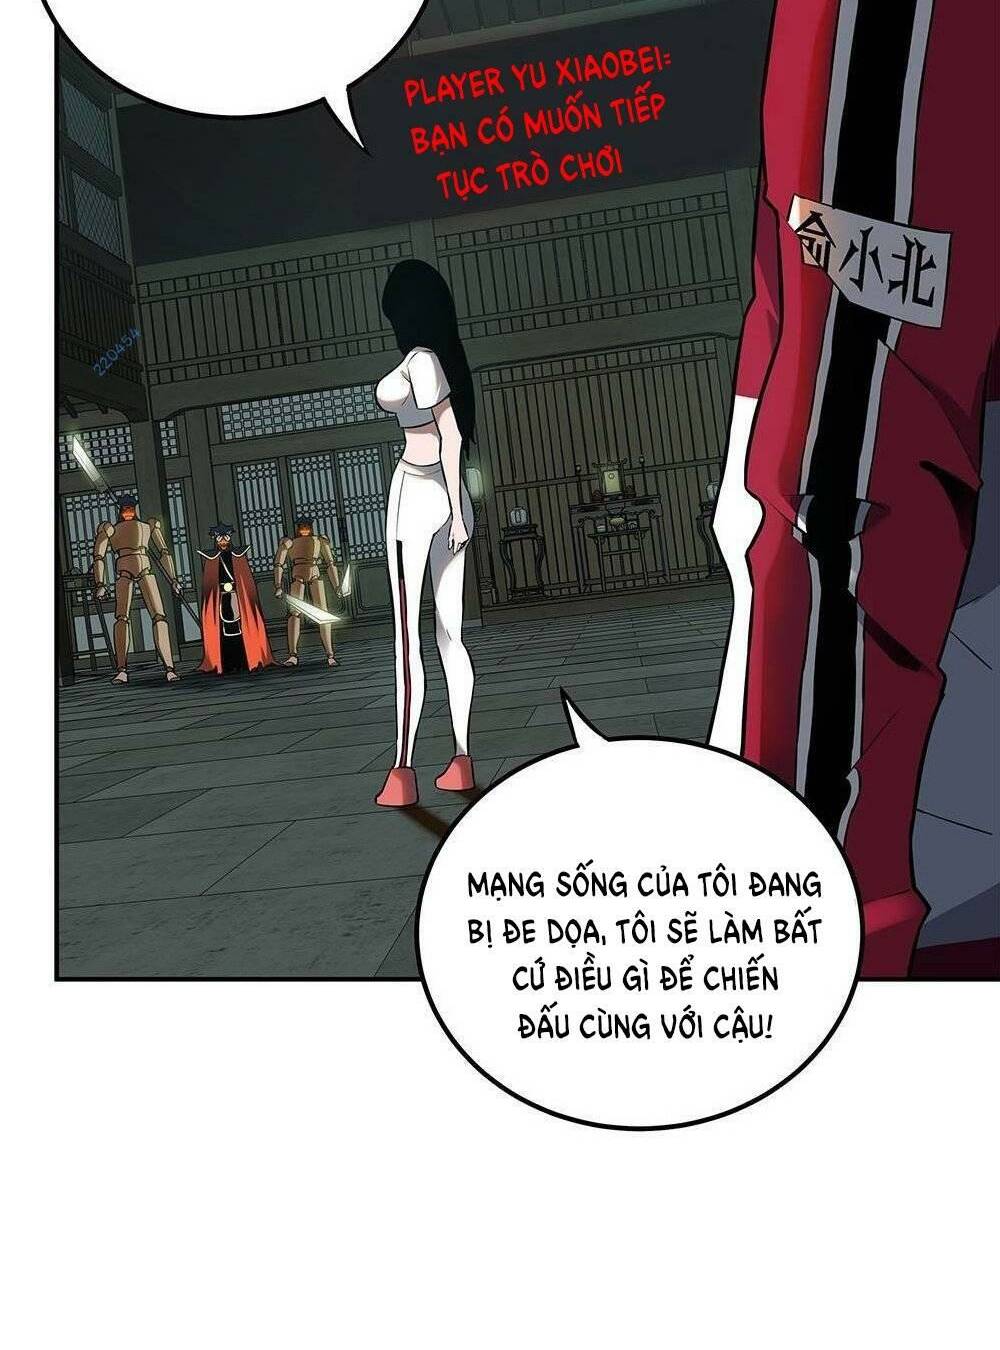 PLAYER YU XIAOBEI:
BẠN CÓ MUỐN TIẾP
TỤC TRÒ CHƠI
俞小北
220454
MẠNG SỐNG CỦA TÔI ĐANG
BỊ ĐE DỌA, TÔI SẼ LÀM BẤT
CỨ ĐIỀU GÌ ĐỂ CHIẾN
ĐẤU CÙNG VỚI CẬU!